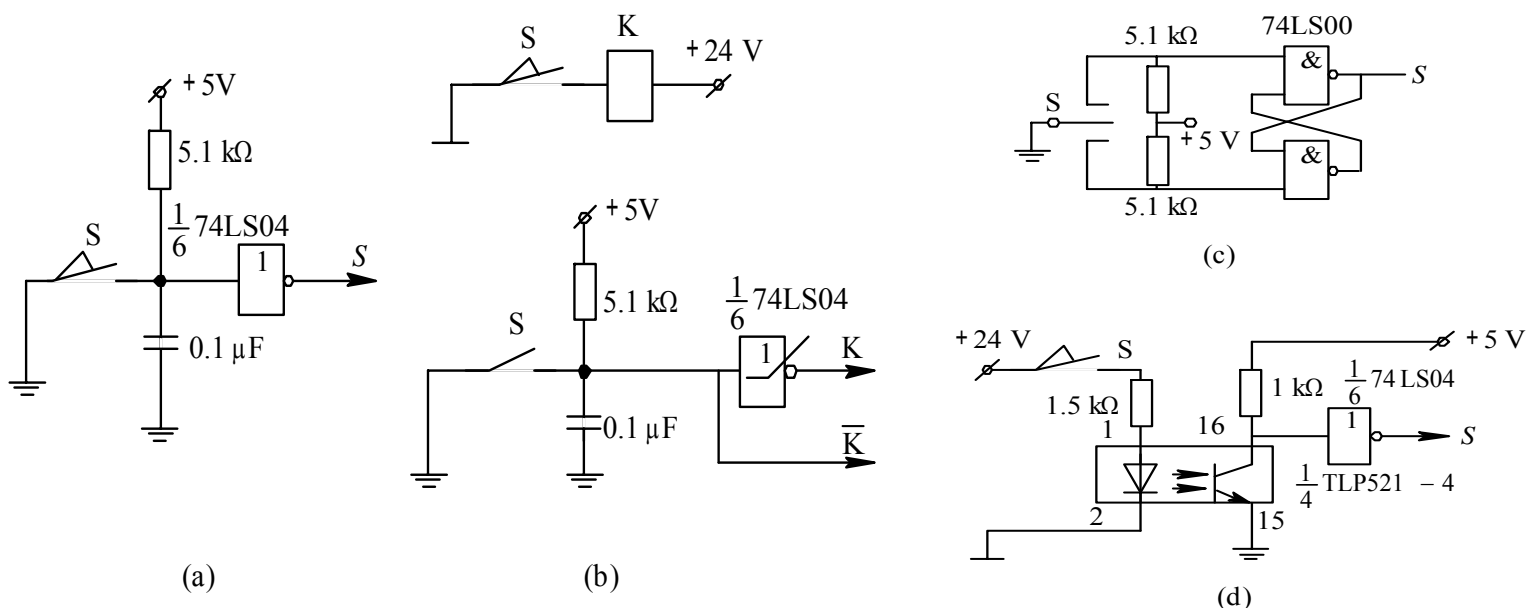 +5V
5.1 kΩ
1/6 74LS04
S
1
S
0.1 μF
(a)
S
K
+24 V
+5V
5.1 kΩ
1/6 74LS04
S
1
K
0.1 μF
K̅
(b)
74LS00
5.1 kΩ
&
S
S
+5 V
&
5.1 kΩ
(c)
+24 V
S
+5 V
1.5 kΩ
1 kΩ
1/6 74 LS04
1
16
1
S
1/4 TLP521 – 4
2
15
(d)